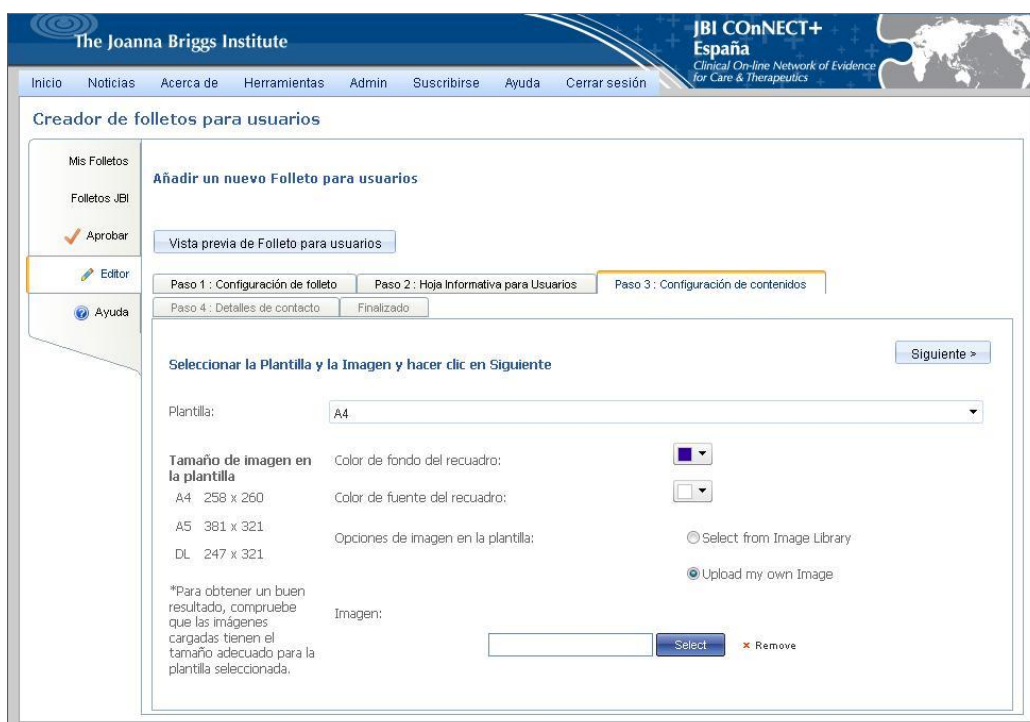 The Joanna Briggs Institute
JBI COnNECT+
España
Clinical On-line Network of Evidence
for Care & Therapeutics
Inicio Noticias Acerca de Herramientas Admin Suscribirse Ayuda Cerrar sesión
Creador de folletos para usuarios
Mis Folletos
Folletos JBI
Aprobar
Editor
Ayuda
Añadir un nuevo Folleto para usuarios
Vista previa de Folleto para usuarios
Paso 1 : Configuración de folleto Paso 2 : Hoja Informativa para Usuarios Paso 3 : Configuración de contenidos
Paso 4 : Detalles de contacto Finalizado
Siguiente »
Seleccionar la Plantilla y la Imagen y hacer clic en Siguiente
Plantilla: A4
Tamaño de imagen en
la plantilla
A4 258 x 260
A5 381 x 321
DL 247 x 321
*Para obtener un buen
resultado, compruebe
que las imágenes
cargadas tienen el
tamaño adecuado para la
plantilla seleccionada.
Color de fondo del recuadro:
Color de fuente del recuadro:
Opciones de imagen en la plantilla:
Select from Image Library
Upload my own Image
Imagen:
Select x Remove